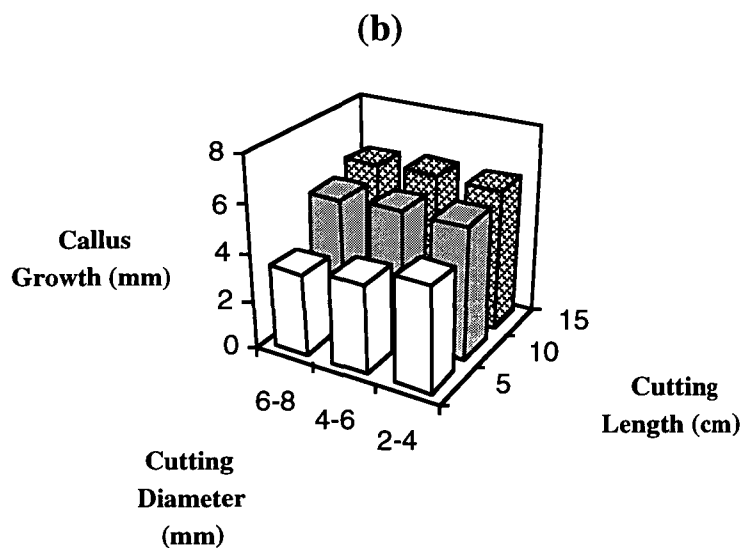 (b)
8
6
4
2
0
Callus
Growth (mm)
6-8
4-6
2-4
5
10
15
Cutting
Length (cm)
Cutting
Diameter
(mm)